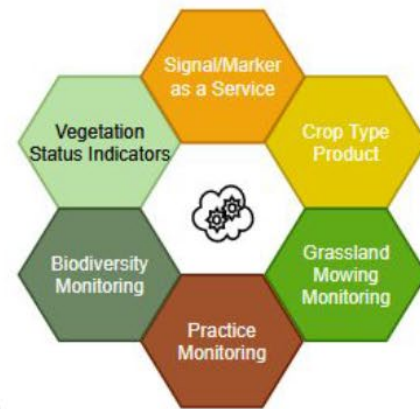 Signal/Marker
as a Service
Vegetation
Status Indicators
Crop Type
Product
Biodiversity
Monitoring
Grassland
Mowing
Monitoring
Practice
Monitoring